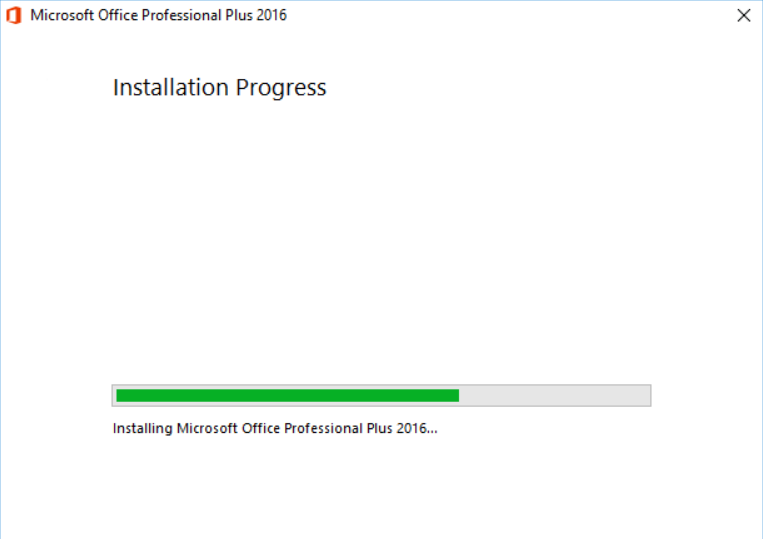 Microsoft Office Professional Plus 2016
Installation Progress
Installing Microsoft Office Professional Plus 2016...